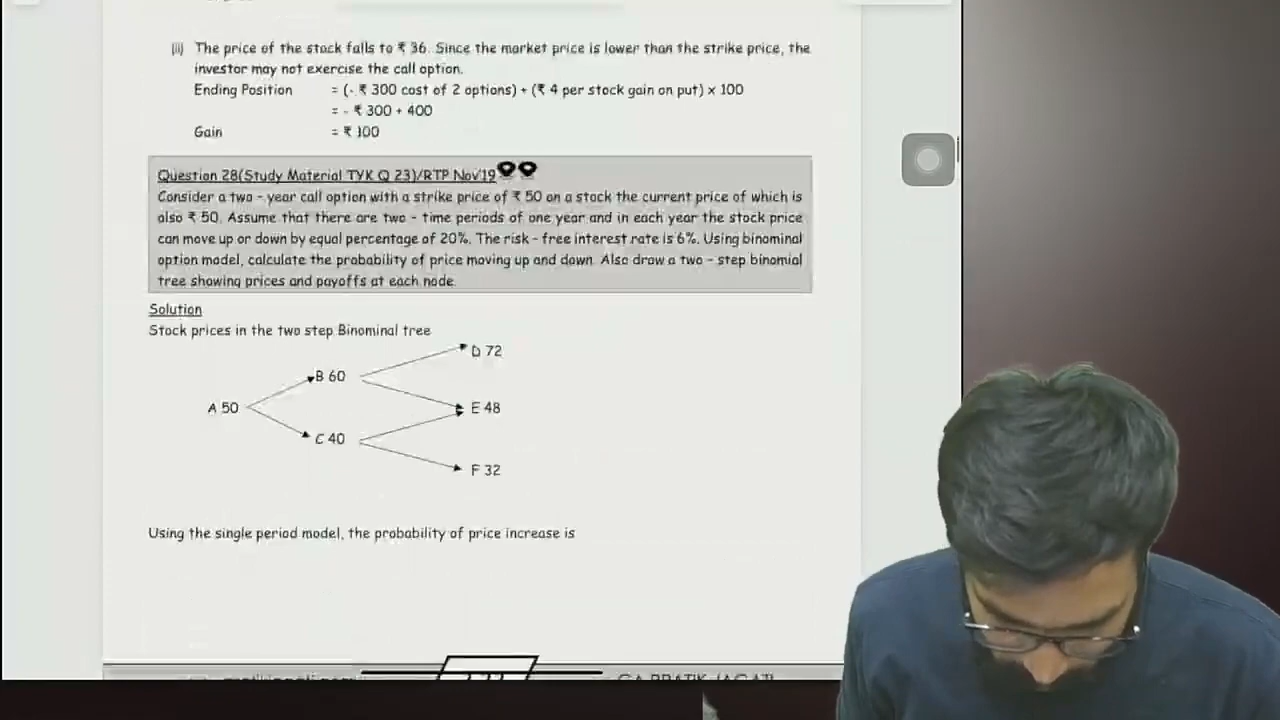 (ii) The price of the stock falls to ₹ 36. Since the market price is lower than the strike price, the
investor may not exercise the call option.
Ending Position = (- ₹ 300 cost of 2 options) + (₹ 4 per stock gain on put) x 100
= - ₹ 300 + 400
Gain = ₹ 100
Question 28(Study Material TYK Q 23)/RTP Nov'19
Consider a two - year call option with a strike price of ₹ 50 on a stock the current price of which is
also ₹ 50. Assume that there are two - time periods of one year and in each year the stock price
can move up or down by equal percentage of 20%. The risk - free interest rate is 6%. Using binominal
option model, calculate the probability of price moving up and down. Also draw a two - step binomial
tree showing prices and payoffs at each node.
Solution
Stock prices in the two step Binominal tree
D 72
B 60
A 50
E 48
C 40
F 32
Using the single period model, the probability of price increase is
CA PRATIK JAGATI